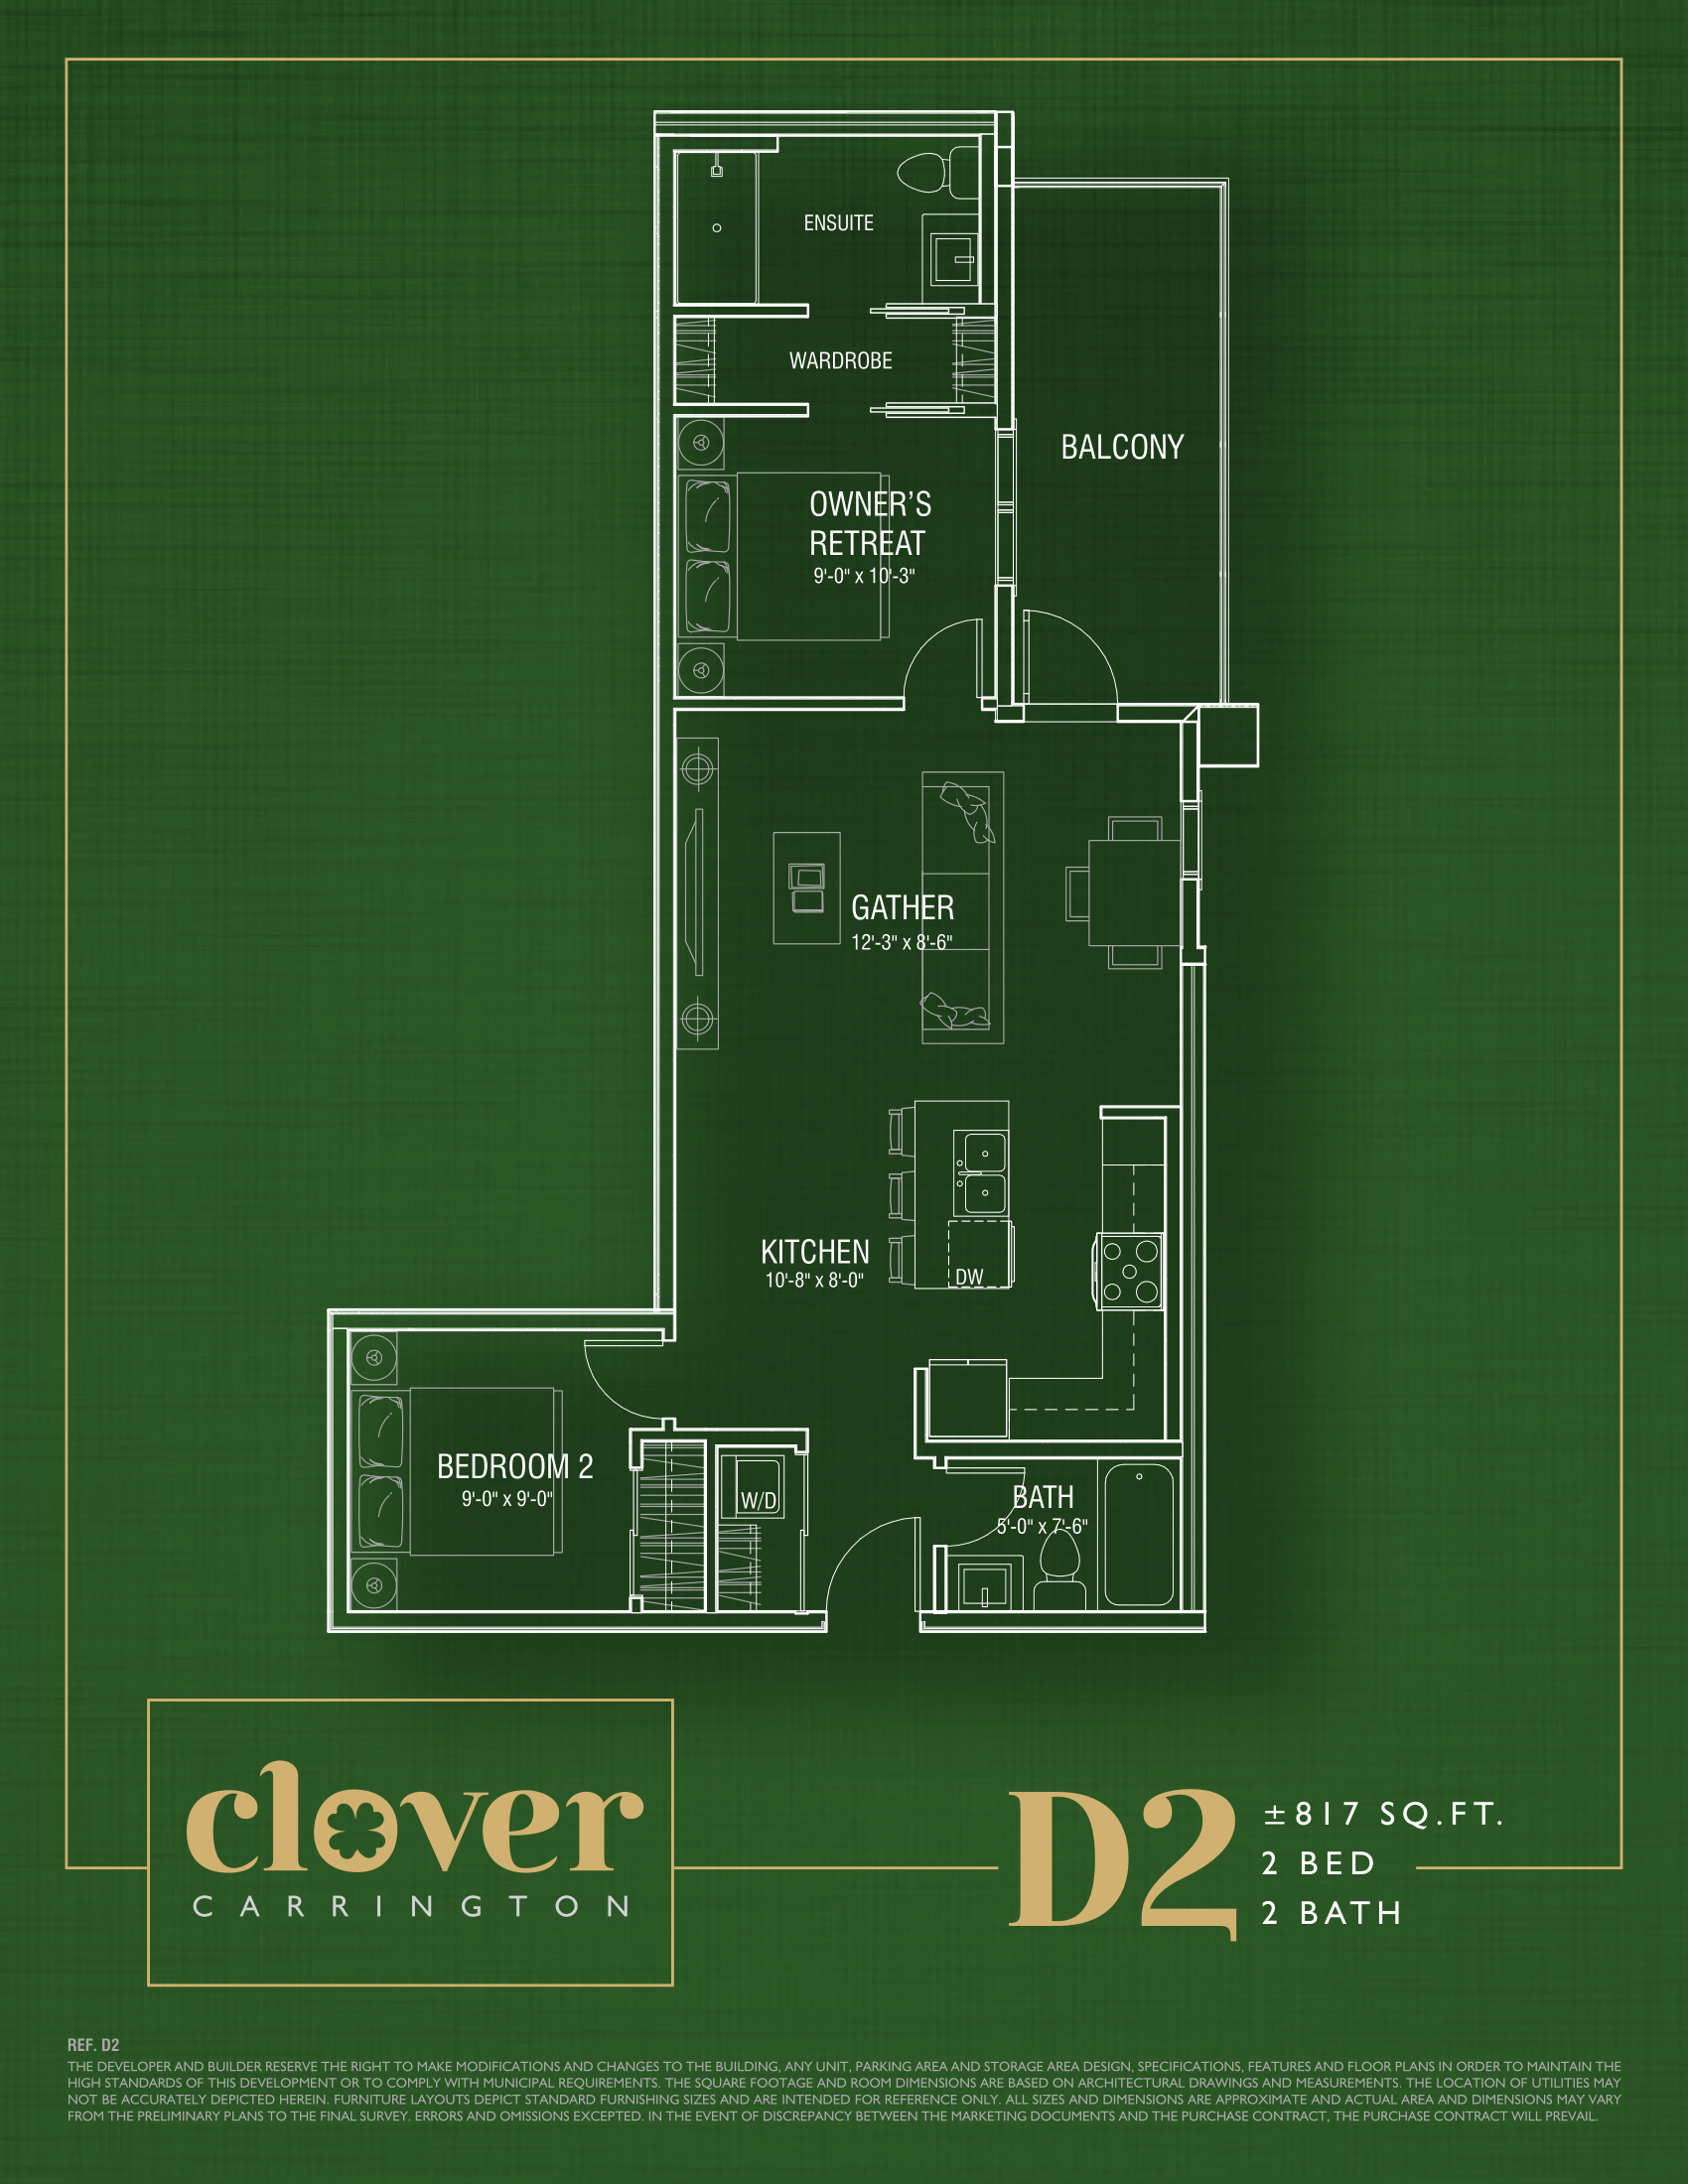 ENSUITE
WARDROBE
BALCONY
OWNER'S
RETREAT
9'-0" x 10'-3"
GATHER
12'-3" x 8'-6"
KITCHEN
10'-8" x 8'-0"
DW
BEDROOM 2
9'-0" x 9'-0"
W/D
BATH
5'-0" x 7'-6"
clover
CARRINGTON
D2
±817 SQ.FT.
2 BED
2 BATH
REF. D2
THE DEVELOPER AND BUILDER RESERVE THE RIGHT TO MAKE MODIFICATIONS AND CHANGES TO THE BUILDING, ANY UNIT, PARKING AREA AND STORAGE AREA DESIGN, SPECIFICATIONS, FEATURES AND FLOOR PLANS IN ORDER TO MAINTAIN THE
HIGH STANDARDS OF THIS DEVELOPMENT OR TO COMPLY WITH MUNICIPAL REQUIREMENTS. THE SQUARE FOOTAGE AND ROOM DIMENSIONS ARE BASED ON ARCHITECTURAL DRAWINGS AND MEASUREMENTS. THE LOCATION OF UTILITIES MAY
NOT BE ACCURATELY DEPICTED HEREIN. FURNITURE LAYOUTS DEPICT STANDARD FURNISHING SIZES AND ARE INTENDED FOR REFERENCE ONLY. ALL SIZES AND DIMENSIONS ARE APPROXIMATE AND ACTUAL AREA AND DIMENSIONS MAY VARY
FROM THE PRELIMINARY PLANS TO THE FINAL SURVEY. ERRORS AND OMISSIONS EXCEPTED. IN THE EVENT OF DISCREPANCY BETWEEN THE MARKETING DOCUMENTS AND THE PURCHASE CONTRACT, THE PURCHASE CONTRACT WILL PREVAIL.